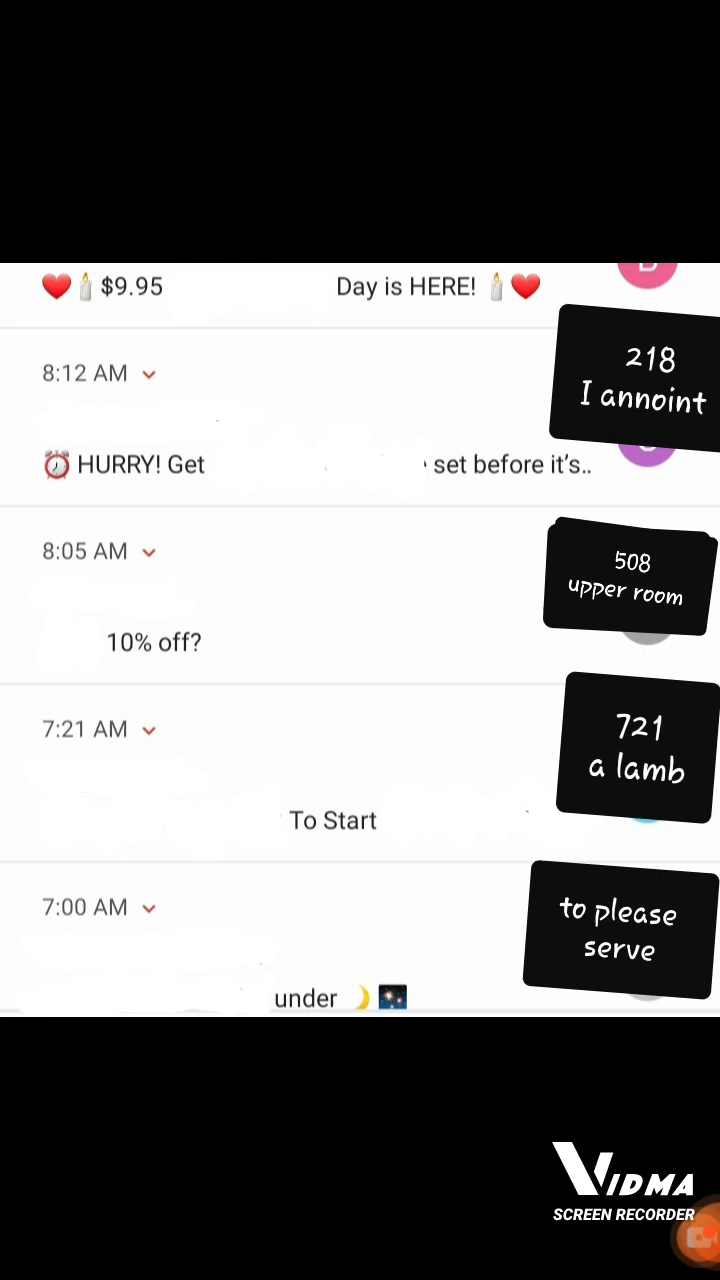 ❤️🕯️ $9.95 Day is HERE! 🕯️❤️
8:12 AM
218
I annoint
⏰ HURRY! Get set before it's..
8:05 AM
508
upper room
10% off?
7:21 AM
721
a lamb
To Start
7:00 AM
to please
serve
under 🌙 🎇
VIDMA
SCREEN RECORDER